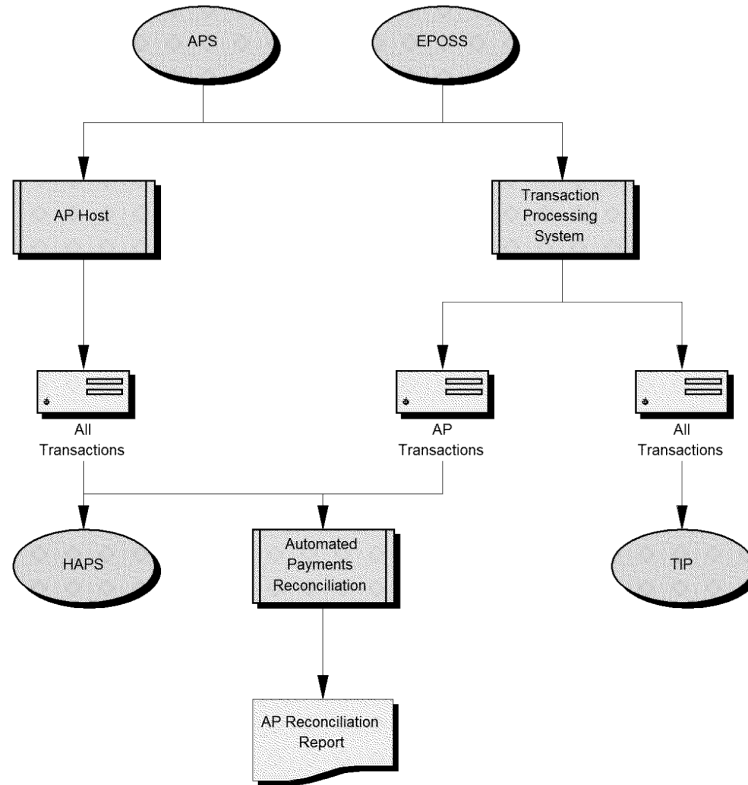 APS
EPOSS
AP Host
Transaction
Processing
System
All
Transactions
AP
Transactions
All
Transactions
HAPS
Automated
Payments
Reconciliation
TIP
AP Reconciliation
Report